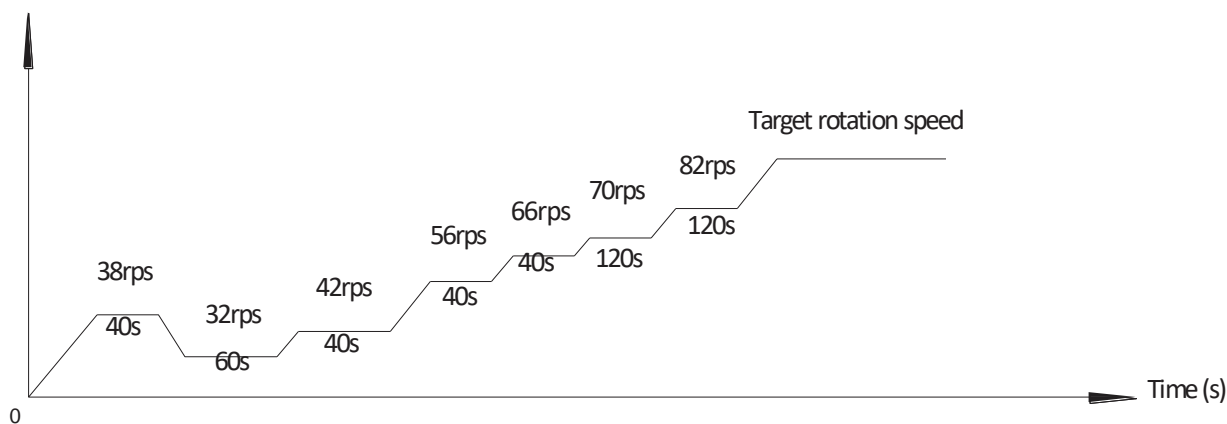 Target rotation speed
82rps
70rps
66rps
120s
56rps
120s
40s
38rps
42rps
40s
32rps
40s
40s
60s
Time (s)
0